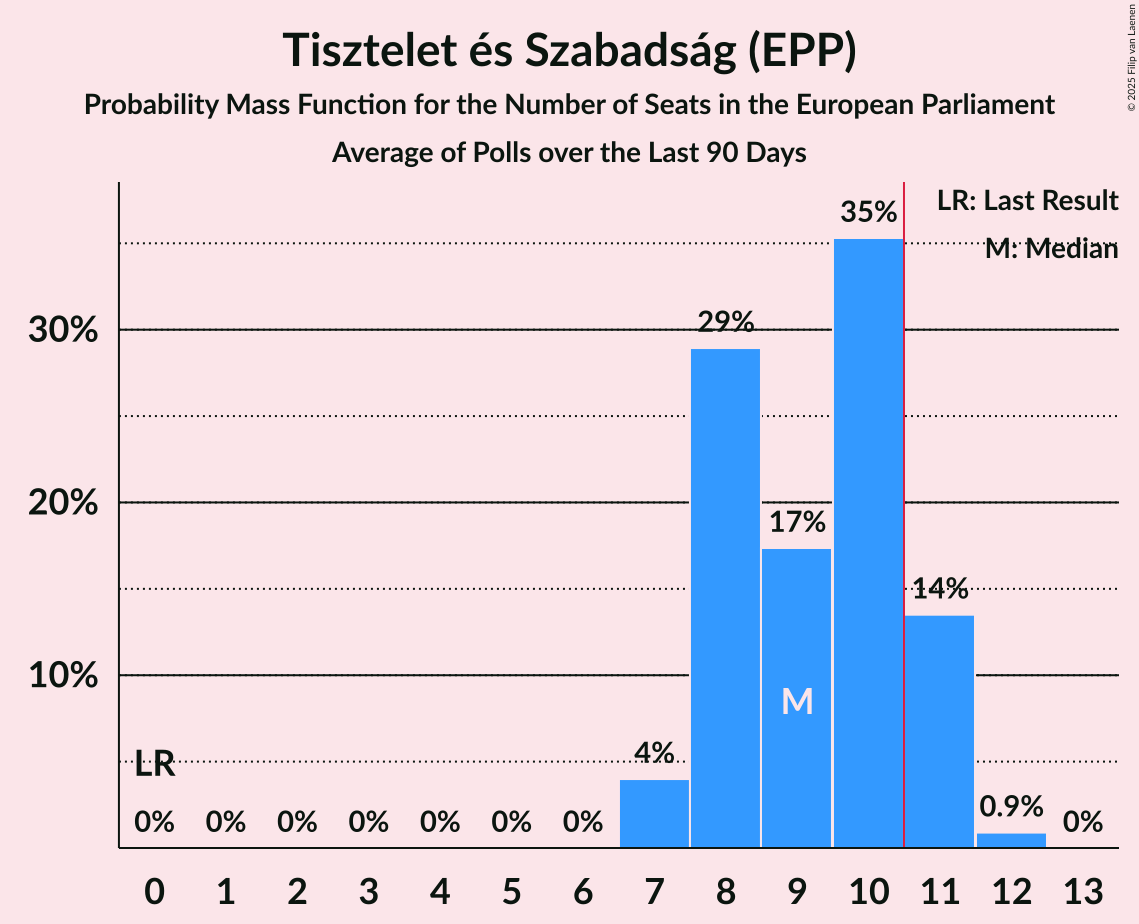 Tisztelet és Szabadság (EPP)
Probability Mass Function for the Number of Seats in the European Parliament
Average of Polls over the Last 90 Days
© 2025 Filip van Laenen
LR: Last Result
M: Median
35%
30%
29%
20%
17%
14%
10%
M
LR
4%
0.9%
0% 0% 0% 0% 0% 0% 0% 0%
0 1 2 3 4 5 6 7 8 9 10 11 12 13